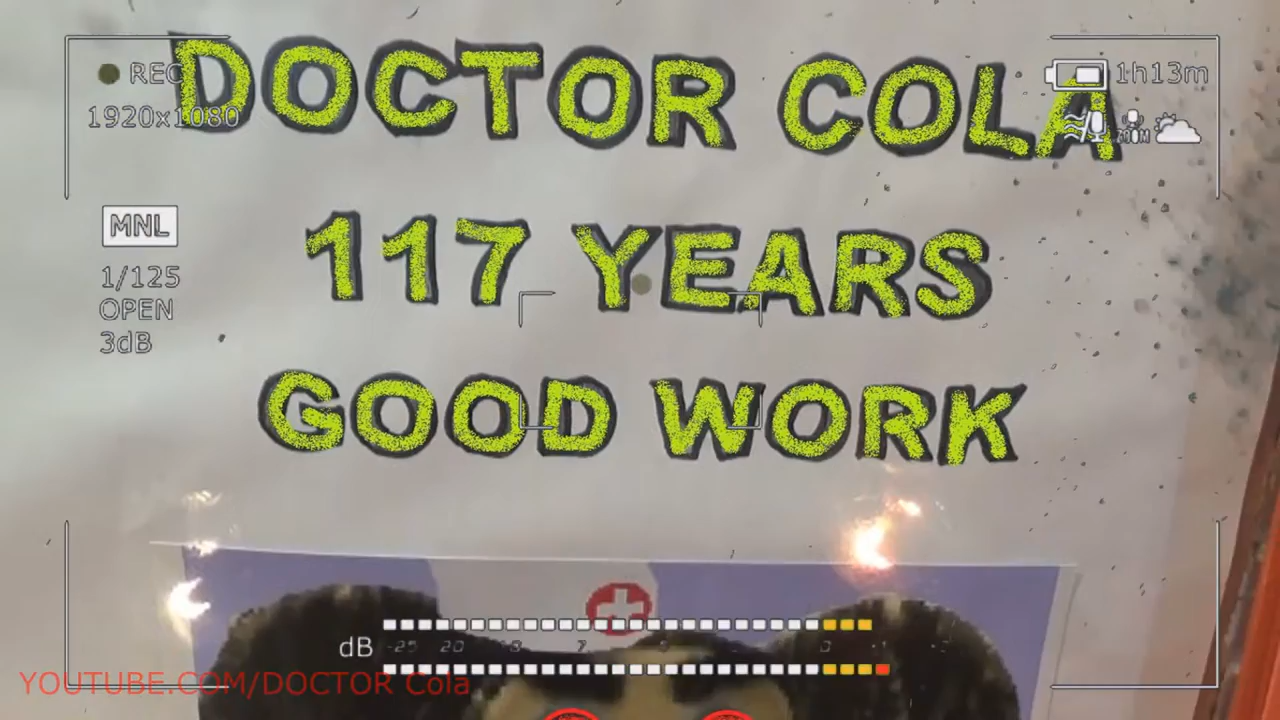 DOCTOR COLA
REC
1h13m
1920x1080
MNL
1/125
OPEN
3dB
117 YEARS
GOOD WORK
dB
YOUTUBE.COM/DOCTOR Cola